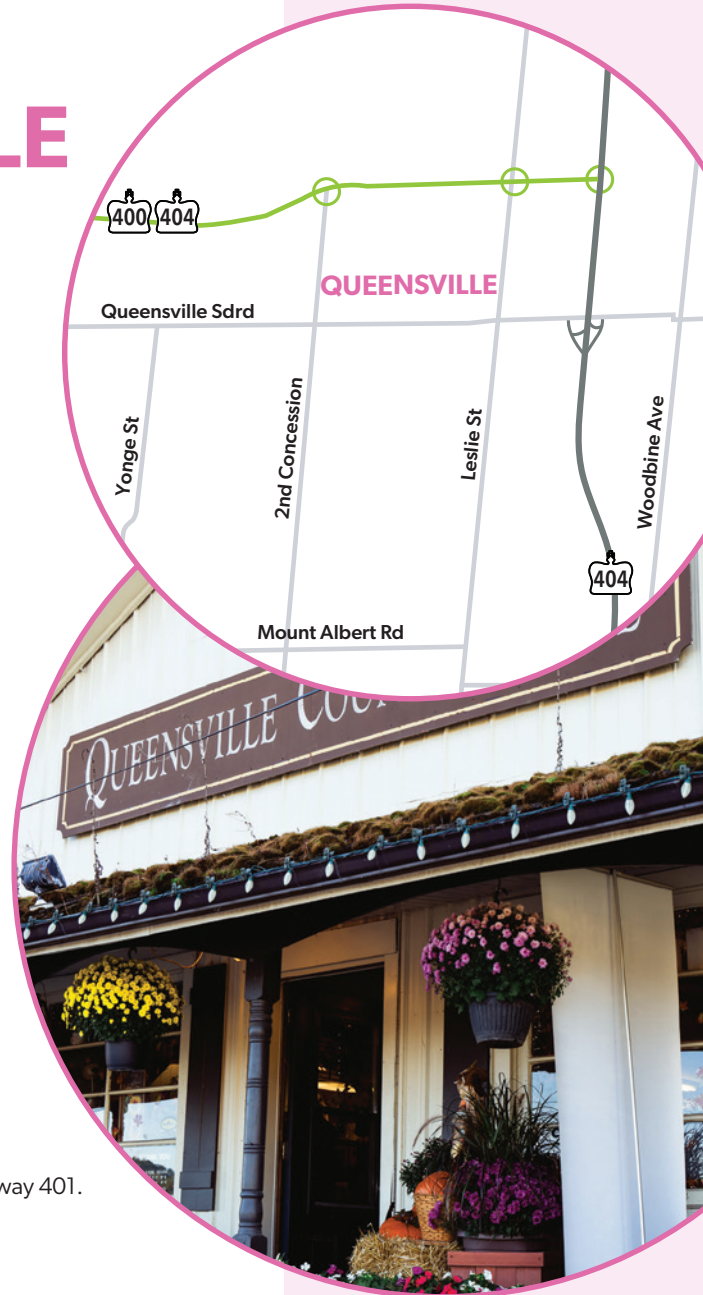 LE
400 404
QUEENSVILLE
Queensville Sdrd
Yonge St
2nd Concession
Leslie St
Woodbine Ave
404
Mount Albert Rd
QUEENSVILLE
way 401.